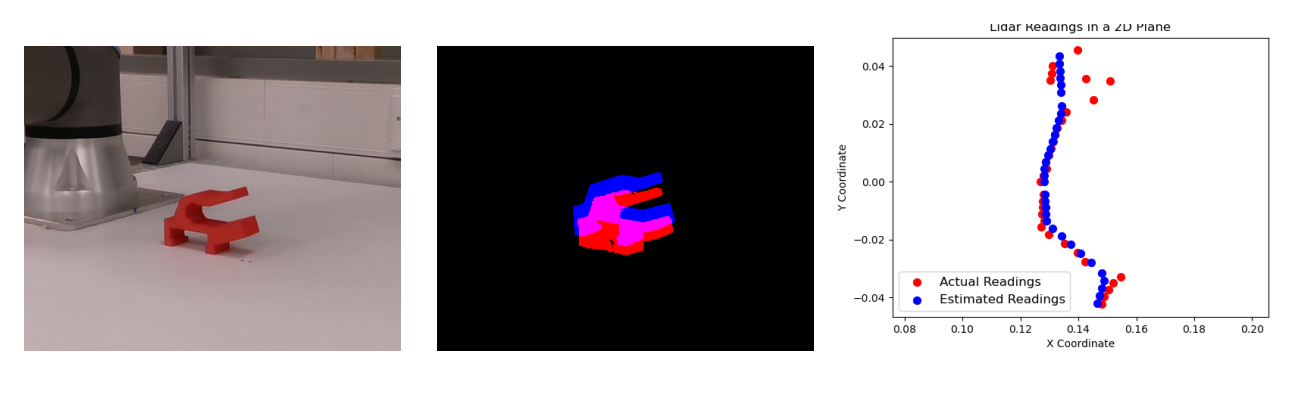 Lidar Readings in a 2D Plane
0.04
0.02
0.00
−0.02
−0.04
Y Coordinate
Actual Readings
Estimated Readings
0.08 0.10 0.12 0.14 0.16 0.18 0.20
X Coordinate